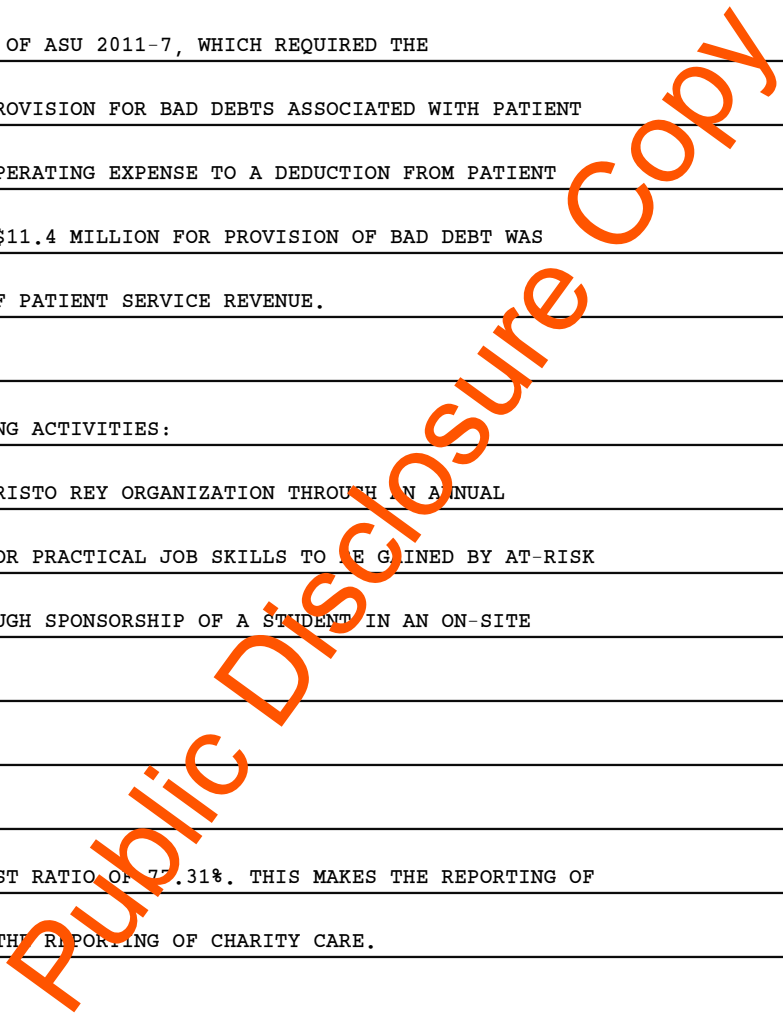 OF ASU 2011-7, WHICH REQUIRED THE
ROVISION FOR BAD DEBTS ASSOCIATED WITH PATIENT
PERATING EXPENSE TO A DEDUCTION FROM PATIENT
$11.4 MILLION FOR PROVISION OF BAD DEBT WAS
F PATIENT SERVICE REVENUE.
NG ACTIVITIES:
RISTO REY ORGANIZATION THROUGH AN ANNUAL
OR PRACTICAL JOB SKILLS TO BE GAINED BY AT-RISK
UGH SPONSORSHIP OF A STUDENT IN AN ON-SITE
ST RATIO OF 77.31%. THIS MAKES THE REPORTING OF
THE REPORTING OF CHARITY CARE.
Public Disclosure Copy